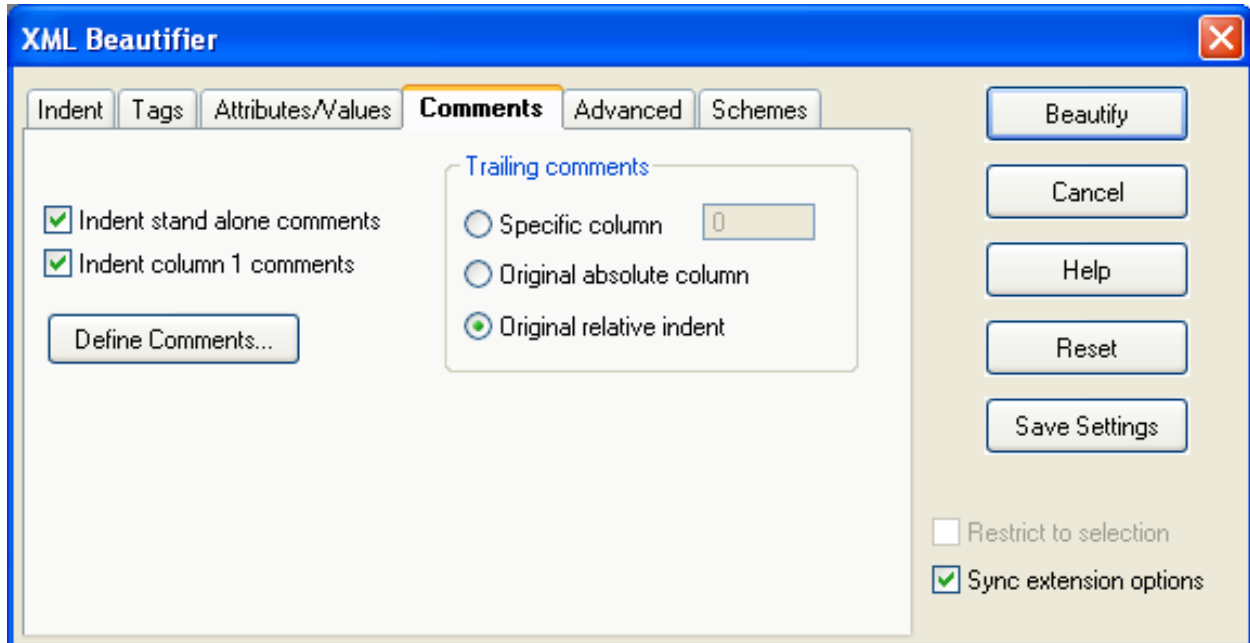 XML Beautifier
Indent Tags Attributes/Values Comments Advanced Schemes
Indent stand alone comments
Indent column 1 comments
Define Comments...
Trailing comments
Specific column 0
Original absolute column
Original relative indent
Beautify
Cancel
Help
Reset
Save Settings
Restrict to selection
Sync extension options